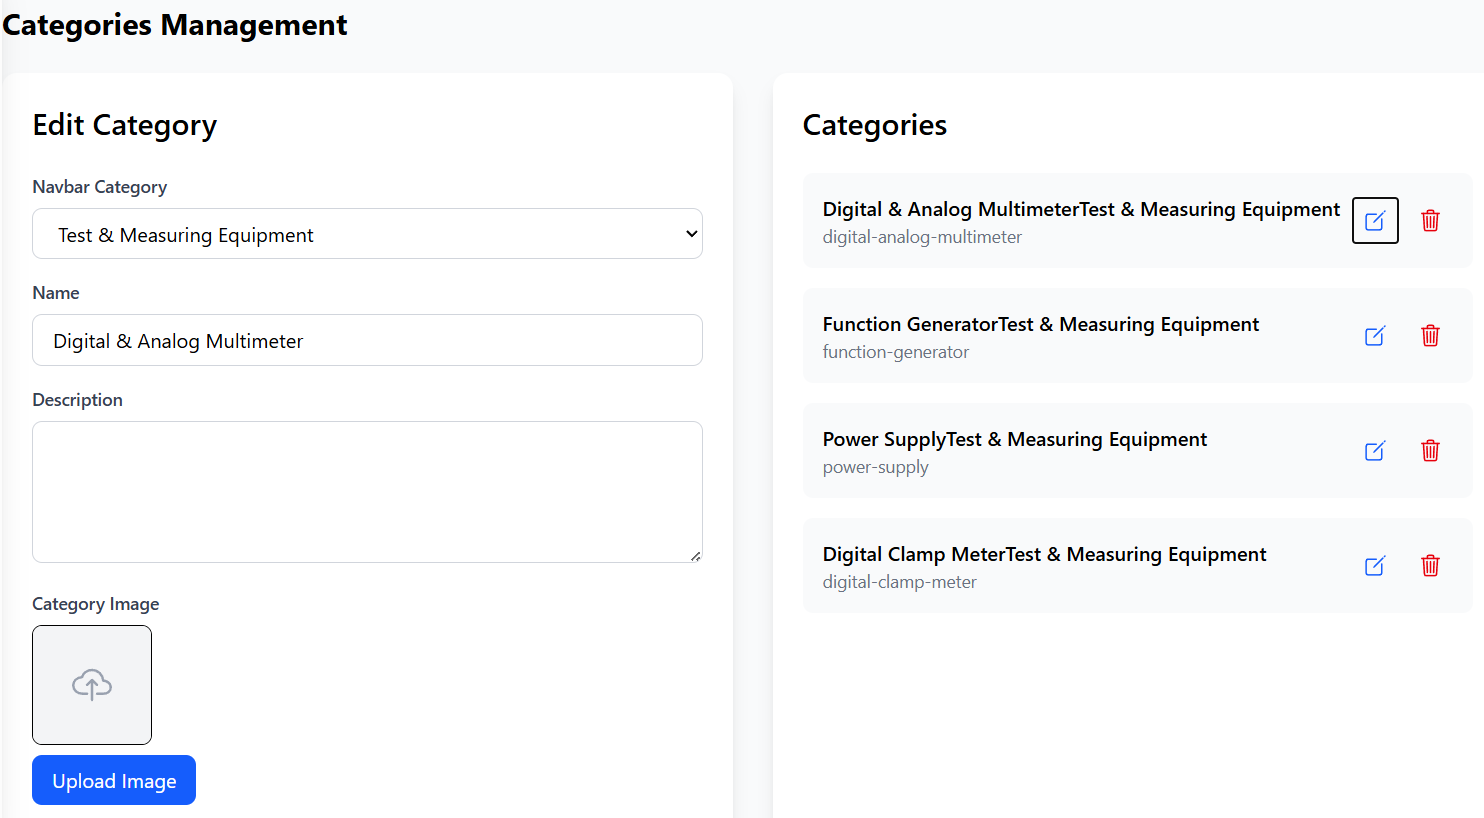 Categories Management
Edit Category
Navbar Category
Test & Measuring Equipment
Name
Digital & Analog Multimeter
Description
Category Image
Upload Image
Categories
Digital & Analog MultimeterTest & Measuring Equipment
digital-analog-multimeter
Function GeneratorTest & Measuring Equipment
function-generator
Power SupplyTest & Measuring Equipment
power-supply
Digital Clamp MeterTest & Measuring Equipment
digital-clamp-meter